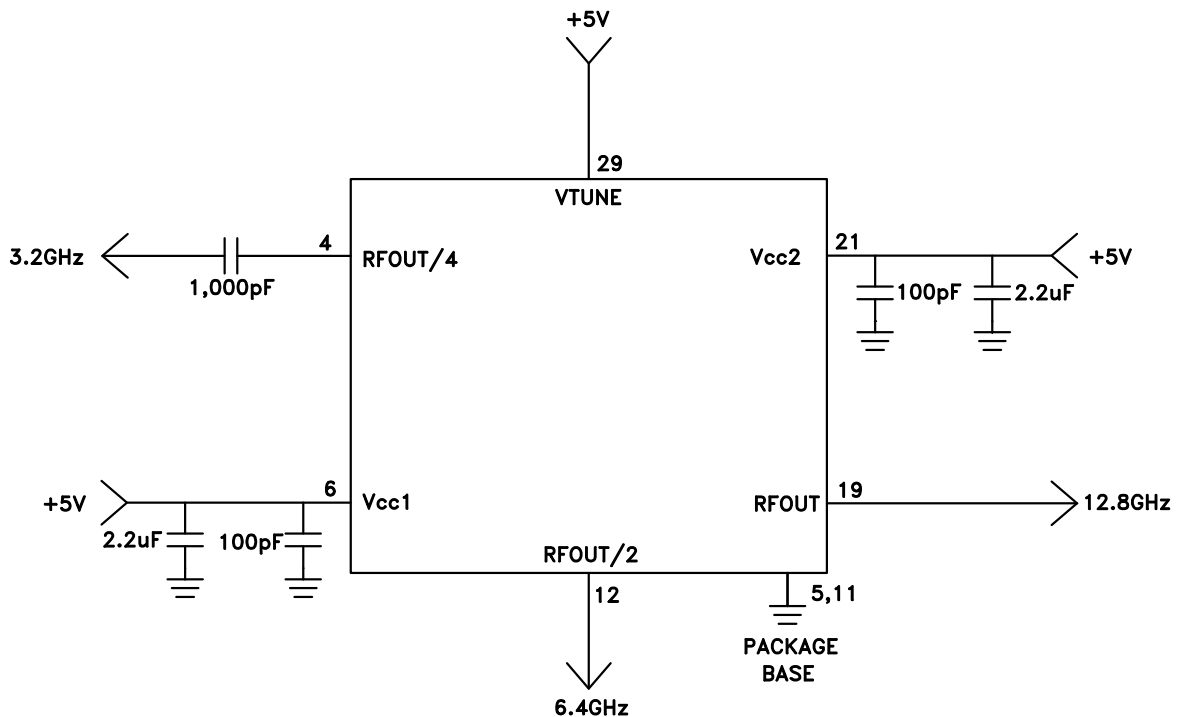 +5V
29
VTUNE
3.2GHz
4
RFOUT/4
1,000pF
21
Vcc2
+5V
100pF
2.2uF
+5V
6
Vcc1
2.2uF
100pF
RFOUT
19
12.8GHz
RFOUT/2
12
5,11
PACKAGE
BASE
6.4GHz